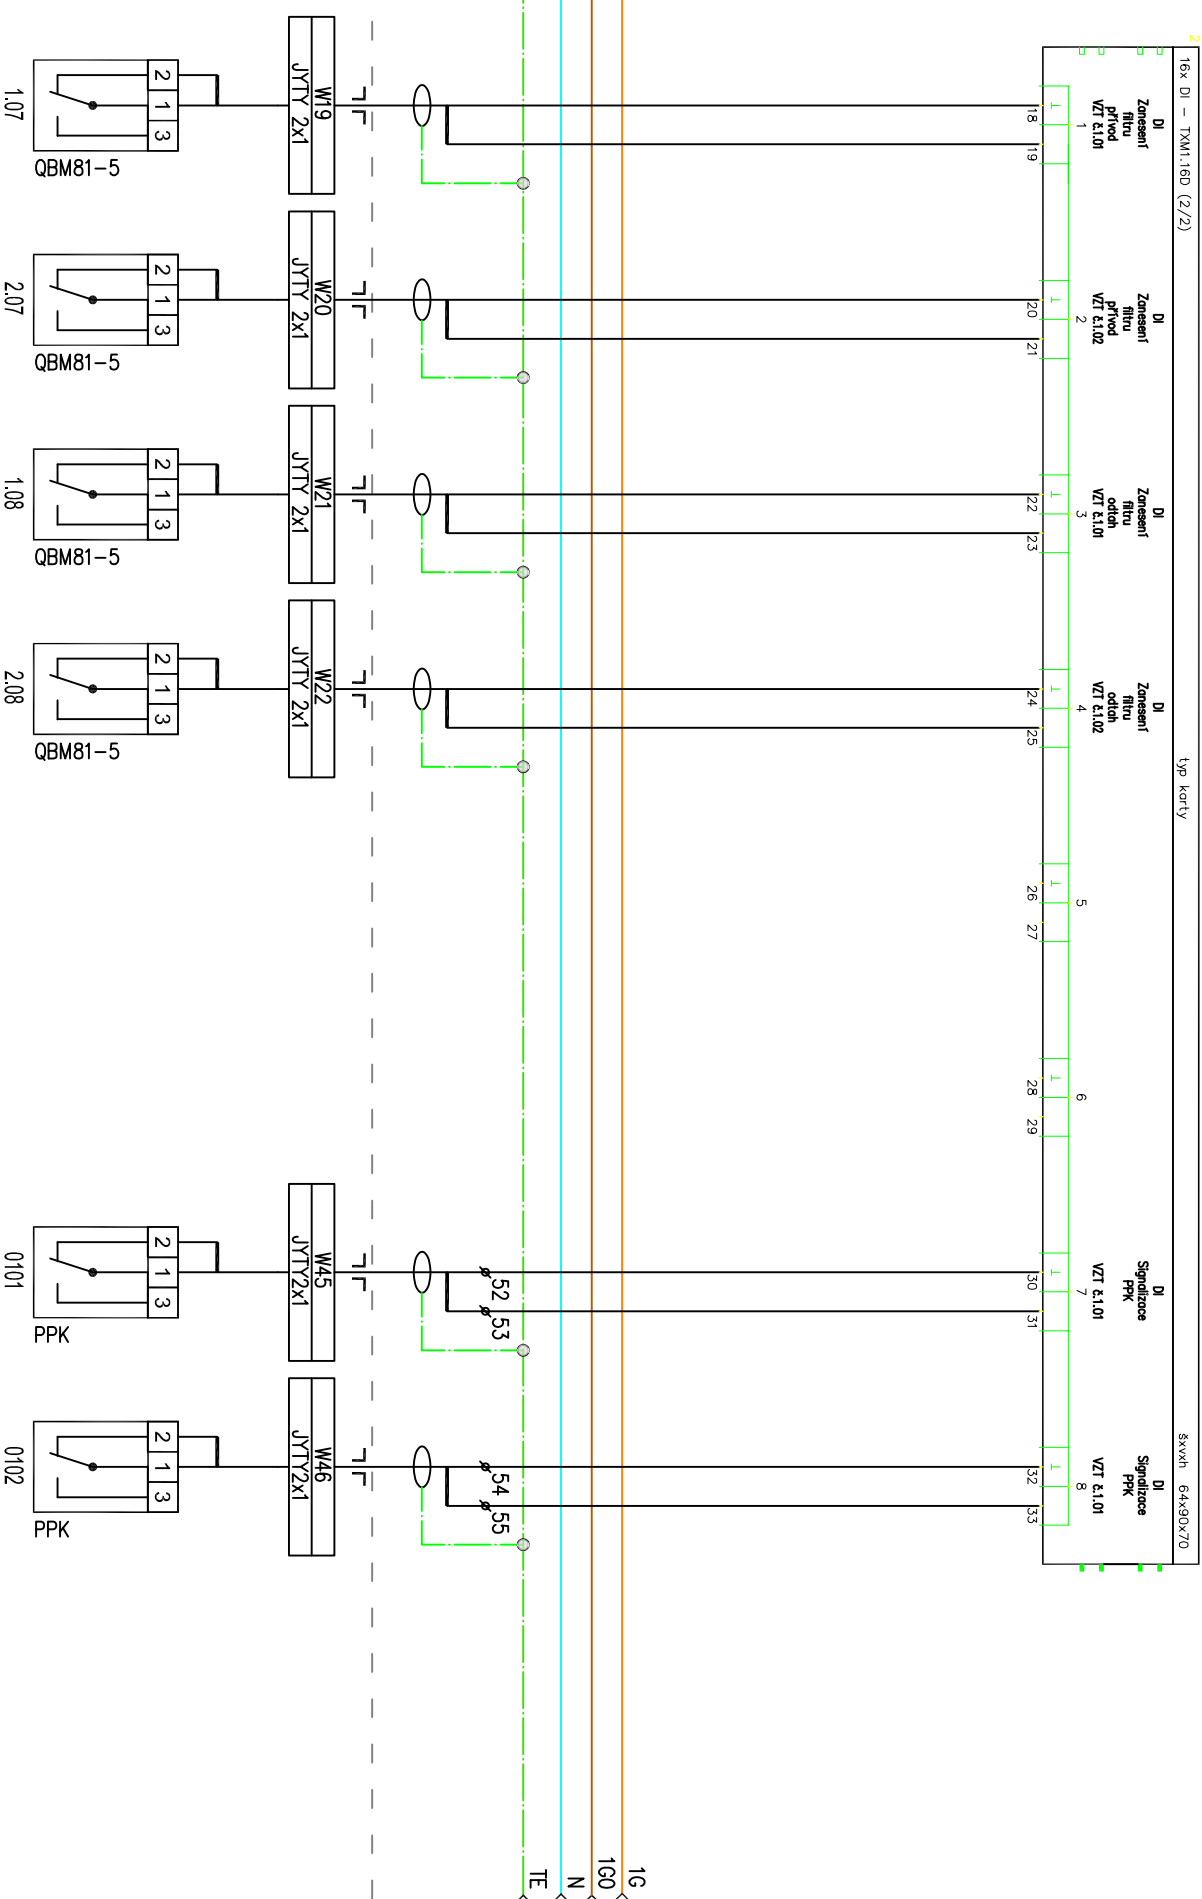 2
16x DI – TXM1.16D (2/2)
typ karty
šxvxh 64x90x70
DI
Zanesení
filtru
přívod
VZT č.1.01
DI
Zanesení
filtru
přívod
VZT č.1.02
DI
Zanesení
filtru
odtah
VZT č.1.01
DI
Zanesení
filtru
odtah
VZT č.1.02
DI
Signalizace
PPK
VZT č.1.01
DI
Signalizace
PPK
VZT č.1.01
1
2
3
4
5
6
7
8
18
19
20
21
22
23
24
25
26
27
28
29
30
31
32
33
1G
1G0
N
TE
52
53
54
55
W19
JYTY 2x1
W20
JYTY 2x1
W21
JYTY 2x1
W22
JYTY 2x1
W45
JYTY2x1
W46
JYTY2x1
2 1 3
2 1 3
2 1 3
2 1 3
2 1 3
2 1 3
QBM81-5
QBM81-5
QBM81-5
QBM81-5
PPK
PPK
1.07
2.07
1.08
2.08
0101
0102